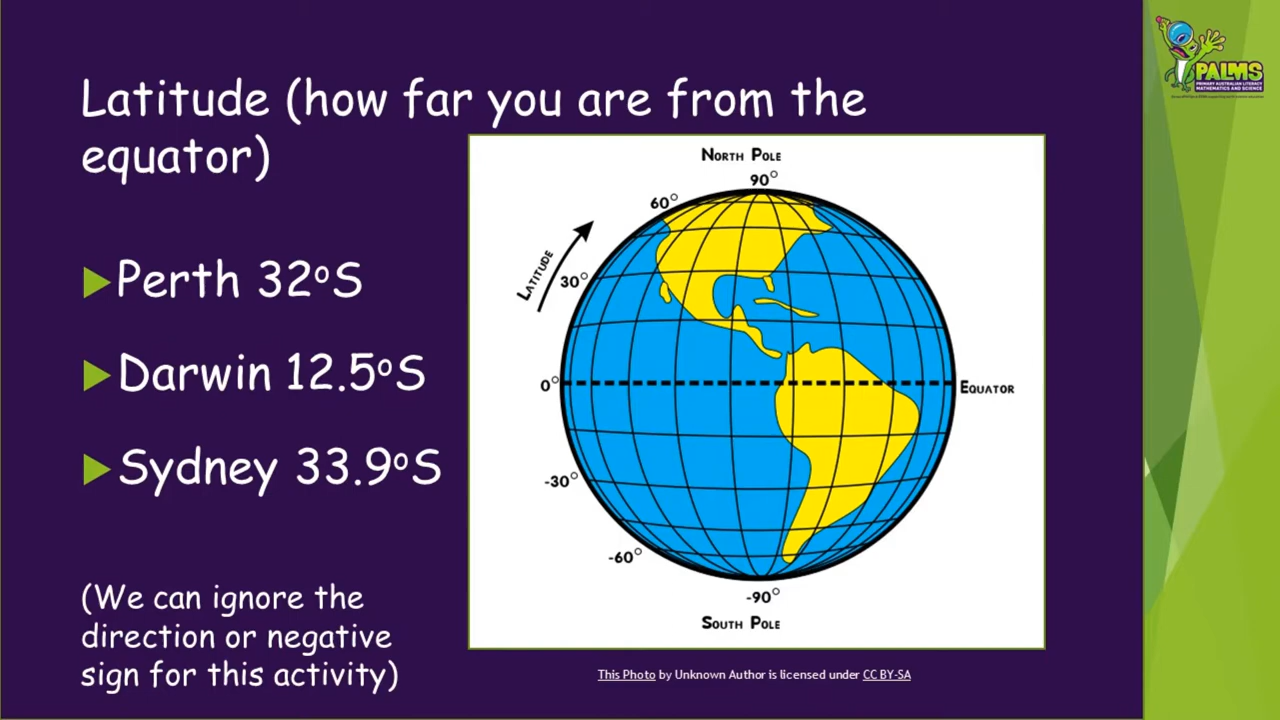 Latitude (how far you are from the
equator)
Perth 32°S
Darwin 12.5°S
Sydney 33.9°S
(We can ignore the
direction or negative
sign for this activity)
NORTH POLE
90°
60°
LATITUDE
30°
0°
EQUATOR
-30°
-60°
-90°
SOUTH POLE
This Photo by Unknown Author is licensed under CC BY-SA
PALMS
PRIMARY AUSTRALIAN LITERACY
MATHEMATICS AND SCIENCE